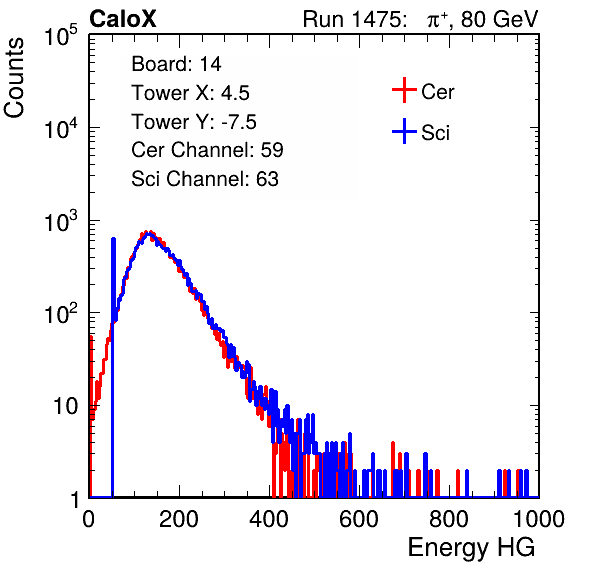 CaloX Run 1475: π⁺, 80 GeV
Counts
10⁵
10⁴
10³
10²
10
1
Board: 14
Tower X: 4.5
Tower Y: -7.5
Cer Channel: 59
Sci Channel: 63
Cer
Sci
0 200 400 600 800 1000
Energy HG